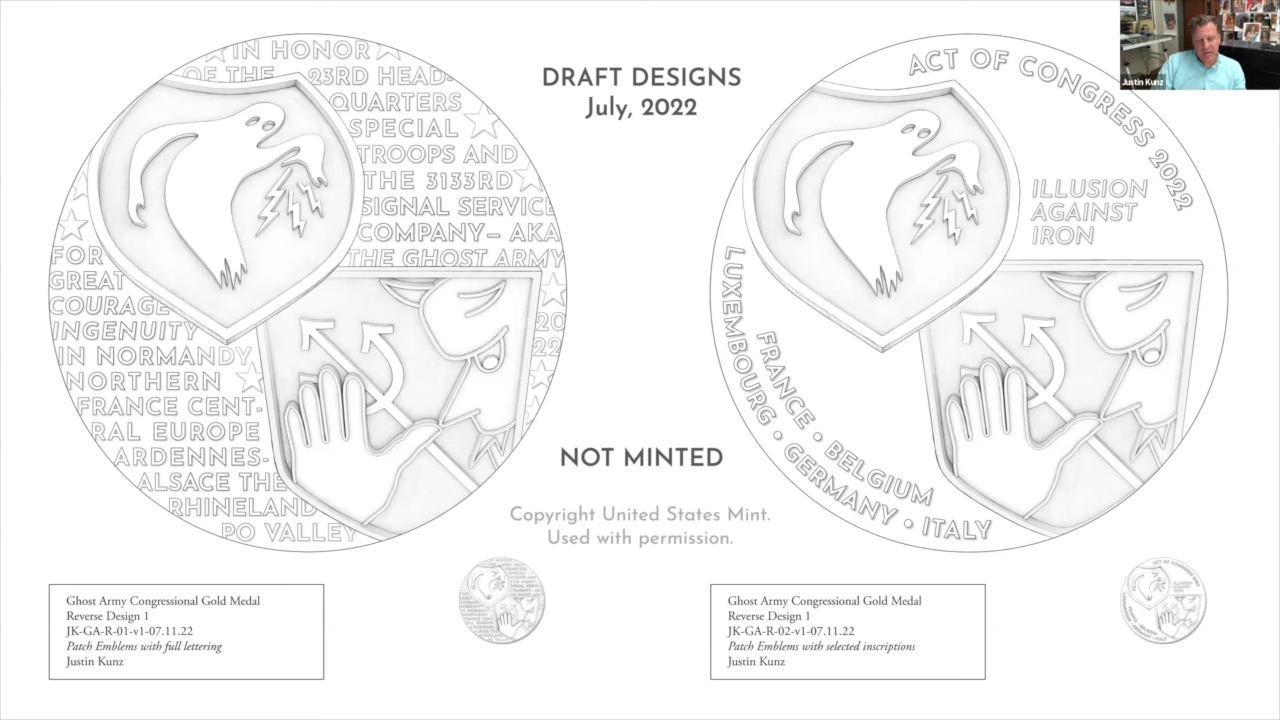 IN HONOR
OF THE 23RD HEAD-
QUARTERS
SPECIAL
TROOPS AND
THE 3133RD
SIGNAL SERVICE
COMPANY– AKA
THE GHOST ARMY
FOR
GREAT
COURAGE
INGENUITY
IN NORMANDY
NORTHERN
FRANCE CENT-
RAL EUROPE
ARDENNES-
ALSACE THE
RHINELAND
PO VALLEY
20
22
DRAFT DESIGNS
July, 2022
NOT MINTED
Copyright United States Mint.
Used with permission.
ACT OF CONGRESS 2022
ILLUSION
AGAINST
IRON
FRANCE • BELGIUM
LUXEMBOURG • GERMANY • ITALY
Justin Kunz
Ghost Army Congressional Gold Medal
Reverse Design 1
JK-GA-R-01-v1-07.11.22
Patch Emblems with full lettering
Justin Kunz
Ghost Army Congressional Gold Medal
Reverse Design 1
JK-GA-R-02-v1-07.11.22
Patch Emblems with selected inscriptions
Justin Kunz